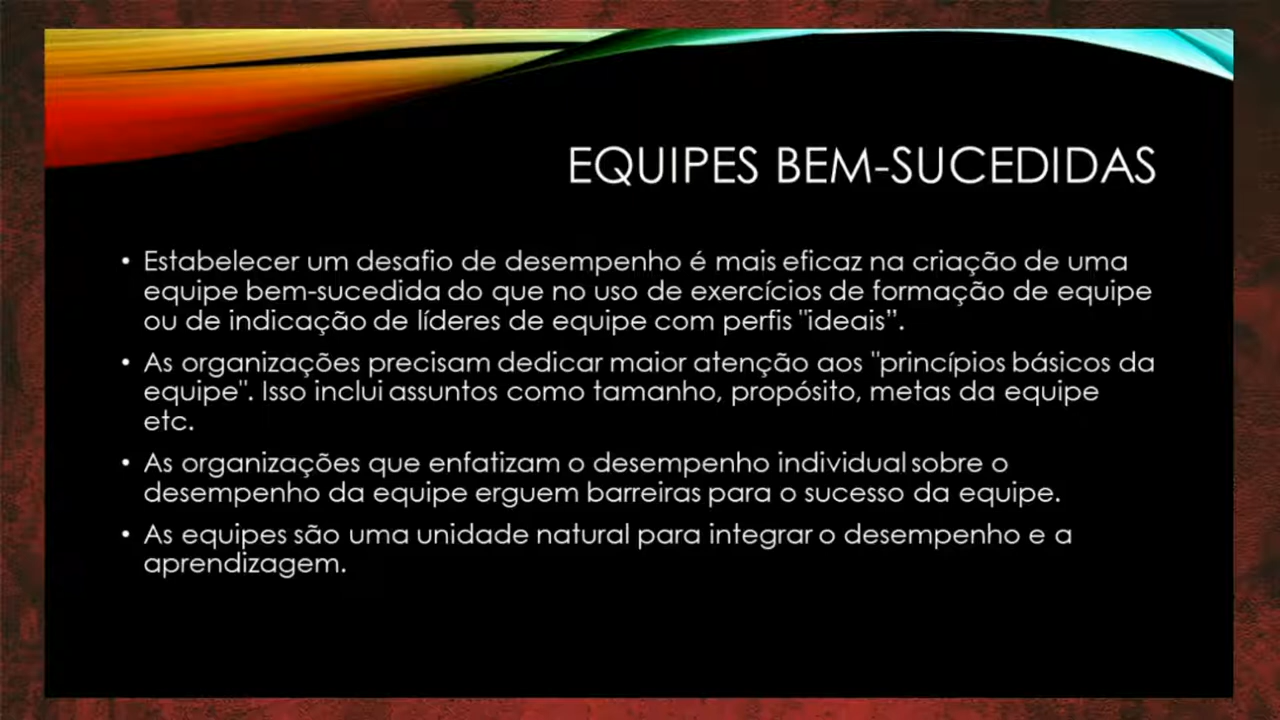 EQUIPES BEM-SUCEDIDAS
• Estabelecer um desafio de desempenho é mais eficaz na criação de uma
equipe bem-sucedida do que no uso de exercícios de formação de equipe
ou de indicação de líderes de equipe com perfis "ideais”.
• As organizações precisam dedicar maior atenção aos "princípios básicos da
equipe". Isso inclui assuntos como tamanho, propósito, metas da equipe
etc.
• As organizações que enfatizam o desempenho individual sobre o
desempenho da equipe erguem barreiras para o sucesso da equipe.
• As equipes são uma unidade natural para integrar o desempenho e a
aprendizagem.